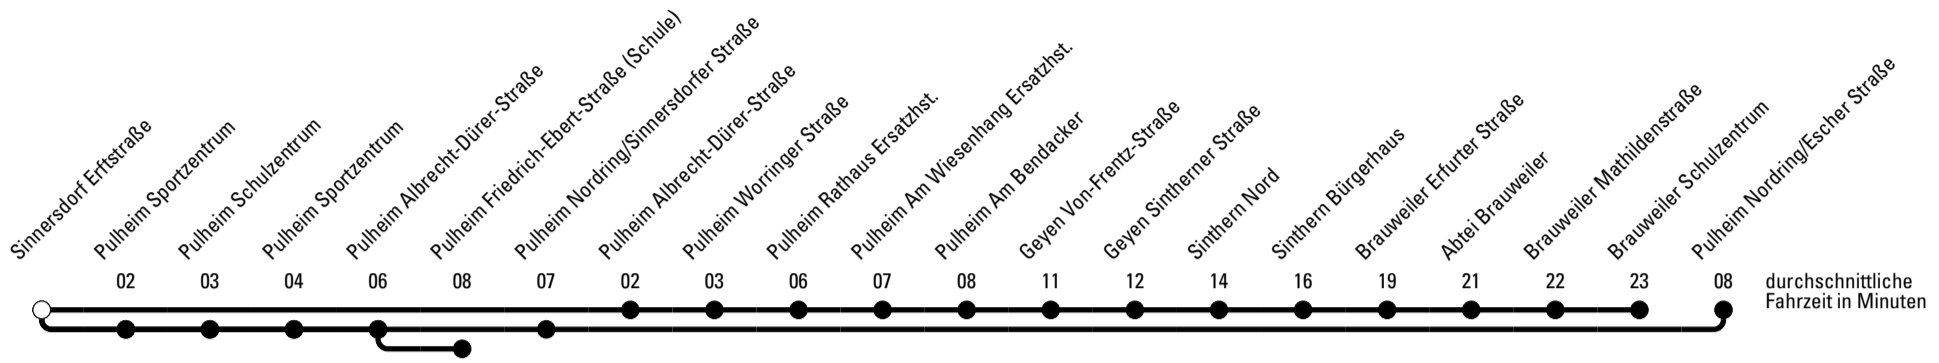 Sinnersdorf Erftstraße
Pulheim Sportzentrum
Pulheim Schulzentrum
Pulheim Sportzentrum
Pulheim Albrecht-Dürer-Straße
Pulheim Friedrich-Ebert-Straße (Schule)
Pulheim Nordring/Sinnersdorfer Straße
Pulheim Albrecht-Dürer-Straße
Pulheim Worringer Straße
Pulheim Rathaus Ersatzhst.
Pulheim Am Wiesenhang Ersatzhst.
Pulheim Am Bendacker
Geyen Von-Frentz-Straße
Geyen Sintherner Straße
Sinthern Nord
Sinthern Bürgerhaus
Brauweiler Erfurter Straße
Abtei Brauweiler
Brauweiler Mathildenstraße
Brauweiler Schulzentrum
Pulheim Nordring/Escher Straße
02 03 04 06 08 07 02 03 06 07 08 11 12 14 16 19 21 22 23 08
durchschnittliche
Fahrzeit in Minuten